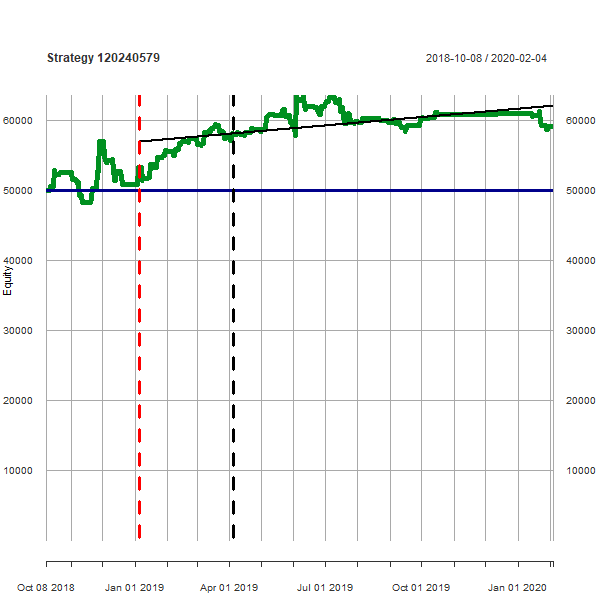 Strategy 120240579
2018-10-08 / 2020-02-04
60000
60000
50000
50000
40000
40000
Equity
30000
30000
20000
20000
10000
10000
Oct 08 2018
Jan 01 2019
Apr 01 2019
Jul 01 2019
Oct 01 2019
Jan 01 2020